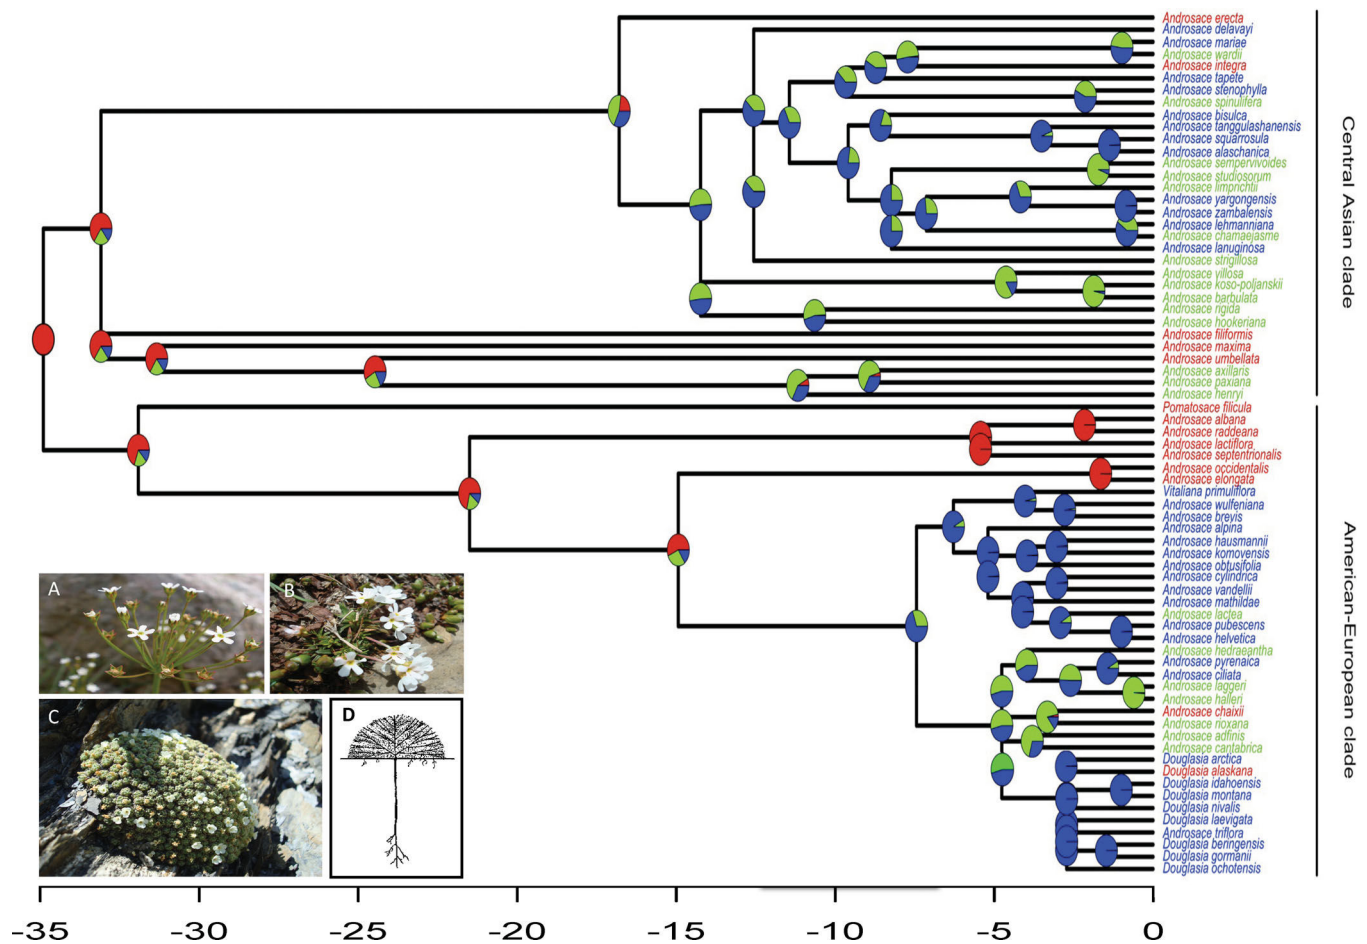 Androsace erecta
Androsace delavayi
Androsace mariae
Androsace wardii
Androsace integra
Androsace tapete
Androsace stenophylla
Androsace spinulifera
Androsace bisulca
Androsace tanggulashanensis
Androsace squarrosula
Androsace alaschanica
Androsace sempervivoides
Androsace studiosorum
Androsace limprichtii
Androsace yargongensis
Androsace zambalensis
Androsace lehmanniana
Androsace chamaejasme
Androsace lanuginosa
Androsace strigillosa
Androsace villosa
Androsace koso-poljanskii
Androsace barbulata
Androsace rigida
Androsace hookeriana
Androsace filiformis
Androsace maxima
Androsace umbellata
Androsace axillaris
Androsace paxiana
Androsace henryi
Central Asian clade
Pomatosace filicula
Androsace albana
Androsace raddeana
Androsace lactiflora
Androsace septentrionalis
Androsace occidentalis
Androsace elongata
Vitaliana primuliflora
Androsace wulfeniana
Androsace brevis
Androsace alpina
Androsace hausmannii
Androsace komovensis
Androsace obtusifolia
Androsace cylindrica
Androsace vandellii
Androsace mathildae
Androsace lactea
Androsace pubescens
Androsace helvetica
Androsace hedraeantha
Androsace pyrenaica
Androsace ciliata
Androsace laggeri
Androsace halleri
Androsace chaixii
Androsace rioxana
Androsace adfinis
Androsace cantabrica
Douglasia arctica
Douglasia alaskana
Douglasia idahoensis
Douglasia montana
Douglasia nivalis
Douglasia laevigata
Androsace triflora
Douglasia beringensis
Douglasia gormanii
Douglasia ochotensis
American-European clade
A
B
C
D
-35 -30 -25 -20 -15 -10 -5 0